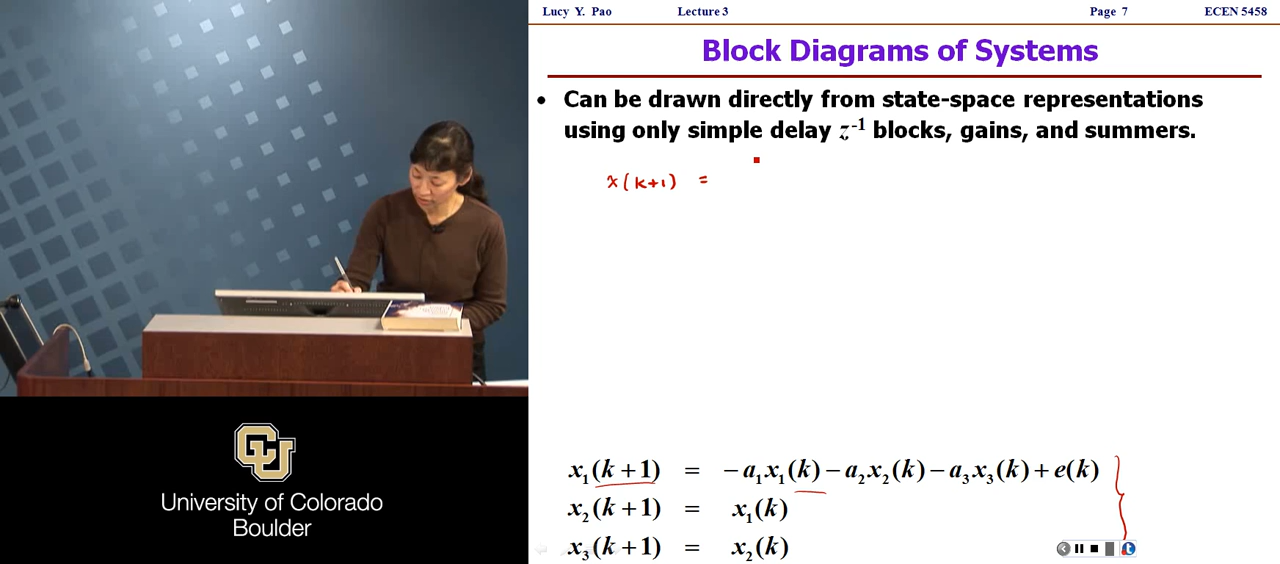 Lucy Y. Pao Lecture 3 Page 7 ECEN 5458
Block Diagrams of Systems
• Can be drawn directly from state-space representations
using only simple delay z⁻¹ blocks, gains, and summers.
x(k+1) =
x₁(k+1) = −a₁x₁(k)−a₂x₂(k)−a₃x₃(k)+e(k)
x₂(k+1) = x₁(k)
x₃(k+1) = x₂(k)
CU
University of Colorado
Boulder